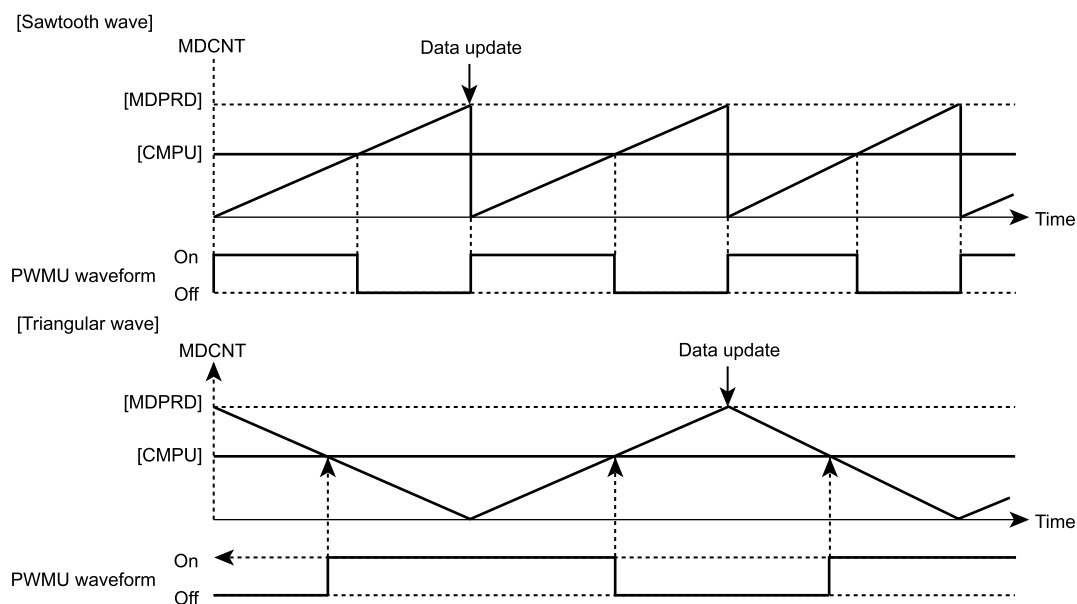 [Sawtooth wave]
MDCNT
Data update
[MDPRD]
[CMPU]
Time
On
PWMU waveform
Off
[Triangular wave]
MDCNT
Data update
[MDPRD]
[CMPU]
Time
On
PWMU waveform
Off